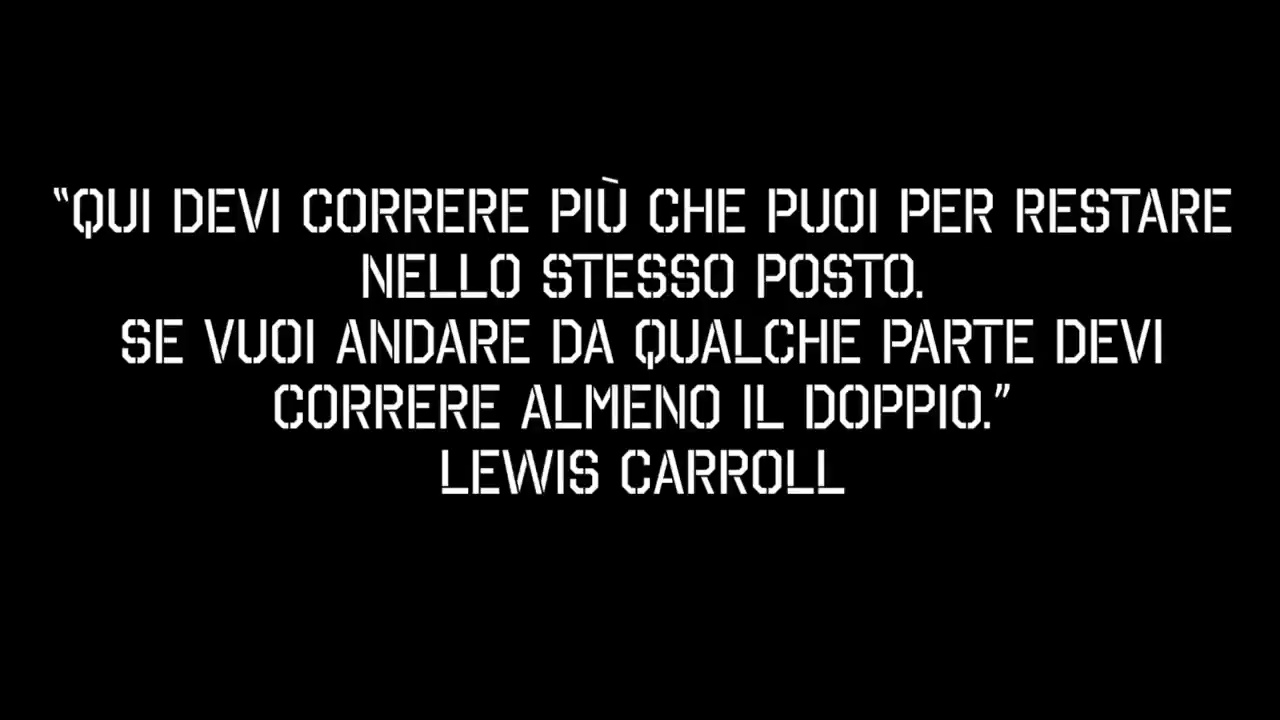 “QUI DEVI CORRERE PIÙ CHE PUOI PER RESTARE
NELLO STESSO POSTO.
SE VUOI ANDARE DA QUALCHE PARTE DEVI
CORRERE ALMENO IL DOPPIO.”
LEWIS CARROLL